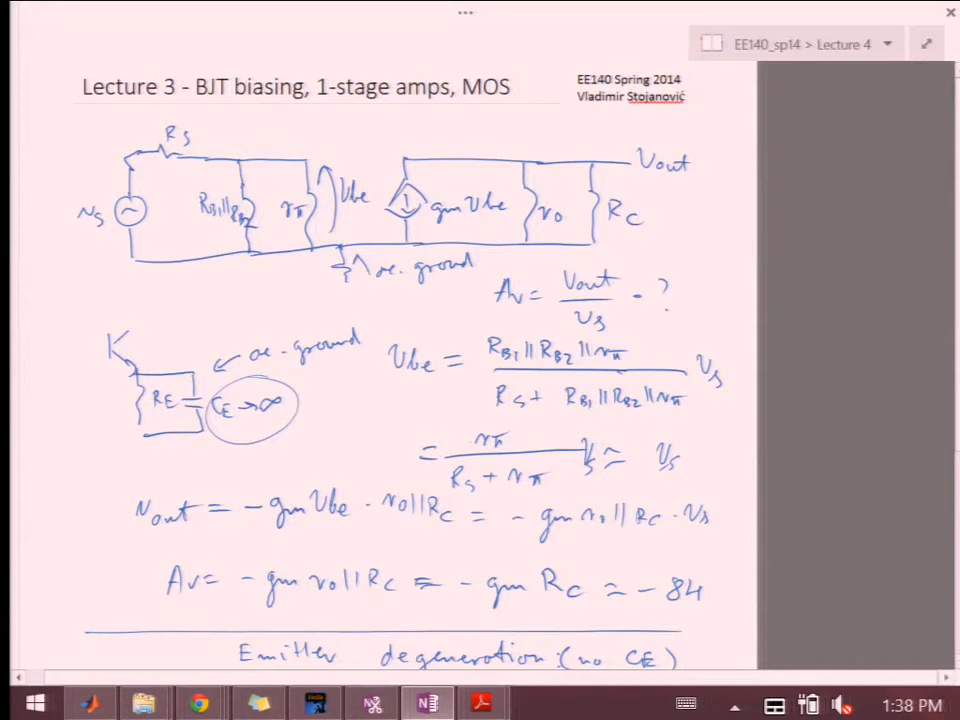 EE140_sp14 > Lecture 4
Lecture 3 - BJT biasing, 1-stage amps, MOS
EE140 Spring 2014
Vladimir Stojanović
RS
vs
RB1||RB2
rπ
Vbe
gm Vbe
ro
RC
Vout
ac. ground
Av = Vout / vs = ?
ac-ground
RE
CE → ∞
Vbe = RB1||RB2||rπ / RS + RB1||RB2||rπ Vs
= rπ / RS + rπ Vs ≈ Vs
Vout = - gm Vbe · ro||RC = - gm ro||RC · Vs
Av = - gm ro||RC ≅ - gm RC ≈ - 84
Emitter degeneration: (no CE)
1:38 PM